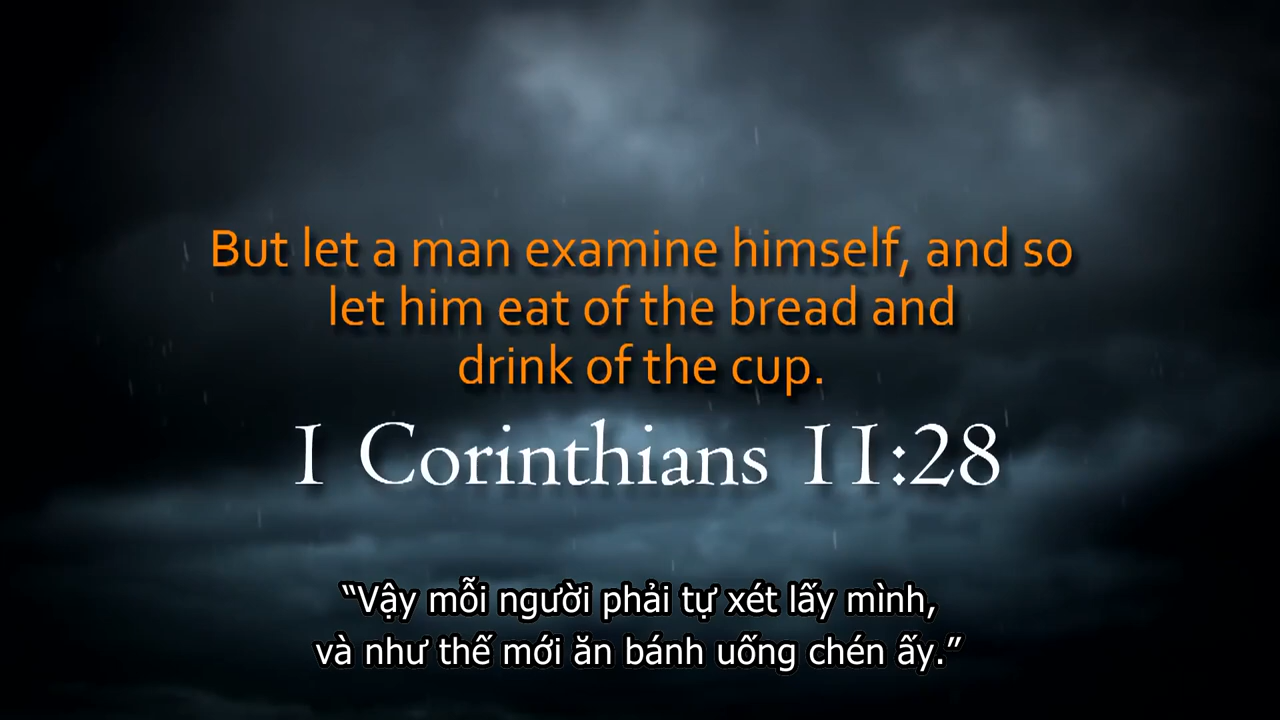 But let a man examine himself, and so
let him eat of the bread and
drink of the cup.
1 Corinthians 11:28
“Vậy mỗi người phải tự xét lấy mình,
và như thế mới ăn bánh uống chén ấy.”